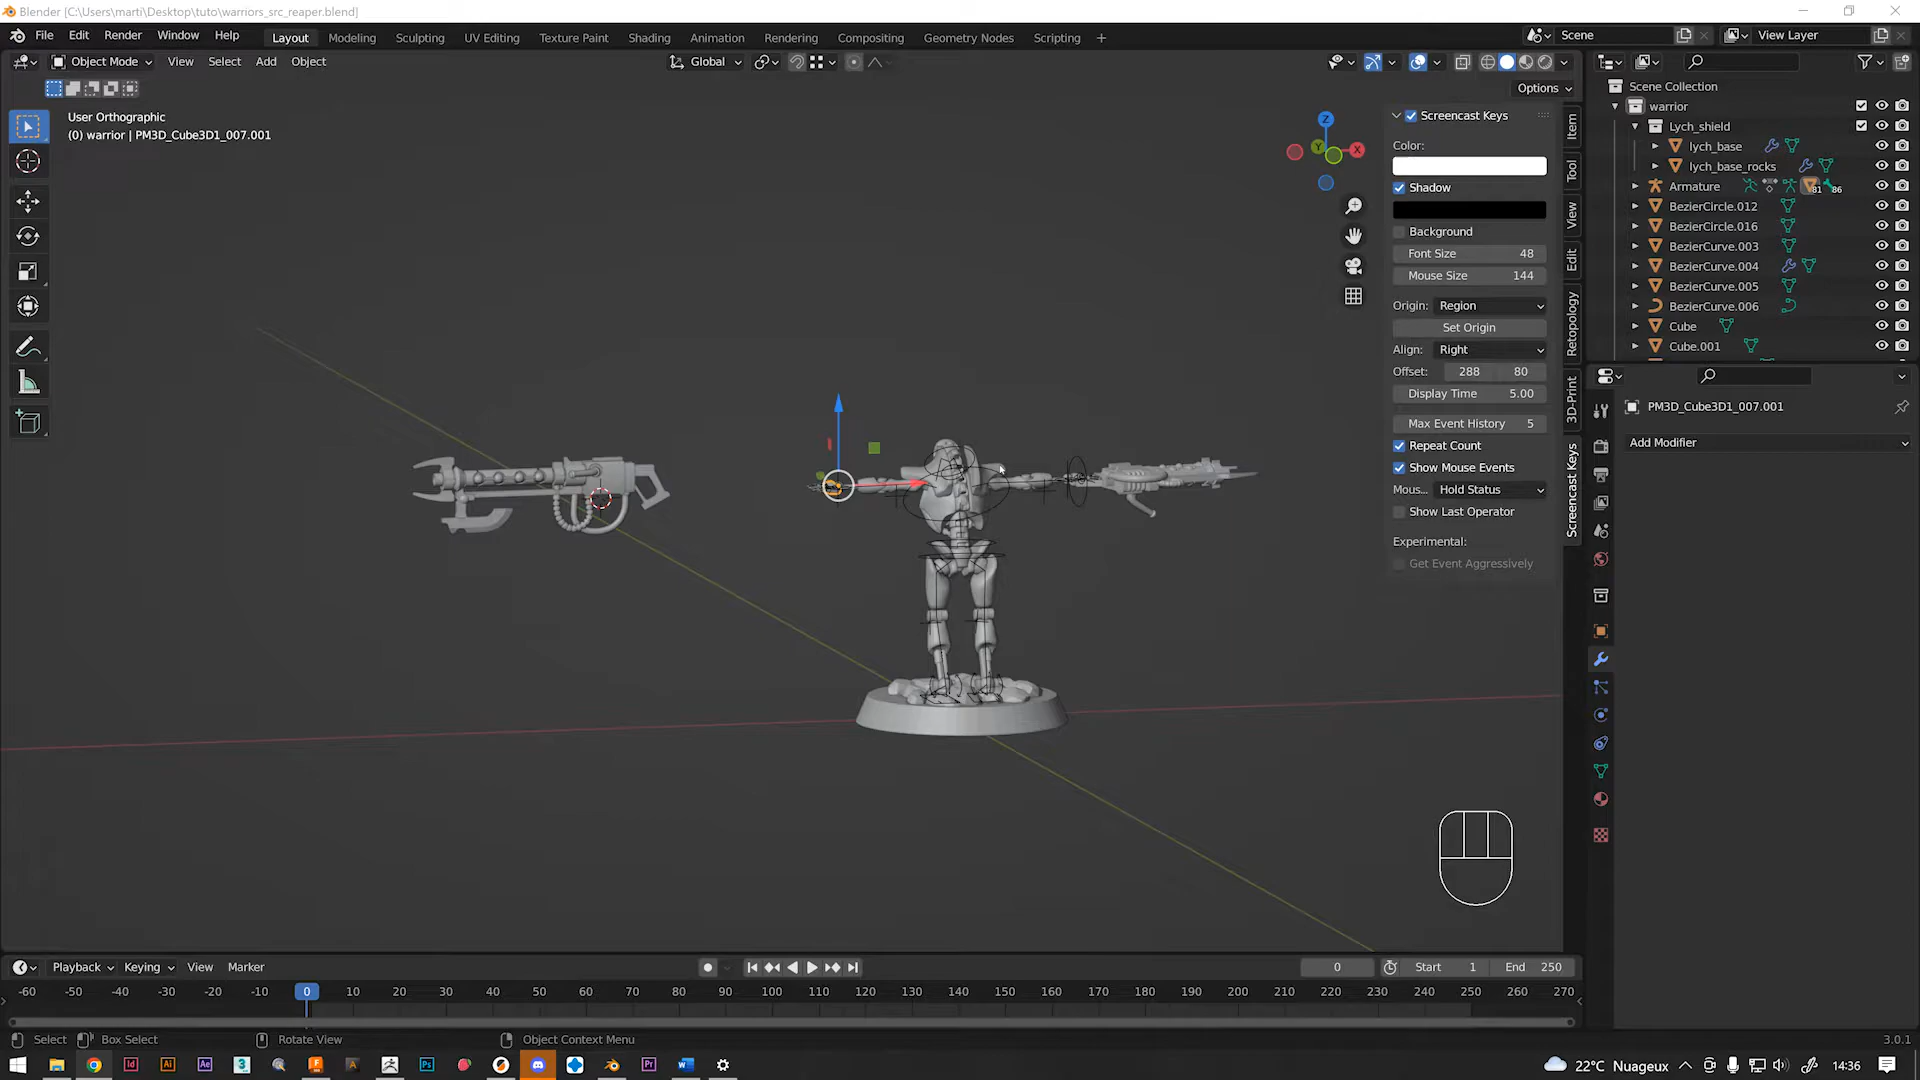 Blender [C:\Users\marti\Desktop\tuto\warriors_src_reaper.blend]
File Edit Render Window Help
Layout Modeling Sculpting UV Editing Texture Paint Shading Animation Rendering Compositing Geometry Nodes Scripting +
Scene
View Layer
Object Mode View Select Add Object
Global
Options
User Orthographic
(0) warrior | PM3D_Cube3D1_007.001
Z
Y
X
Screencast Keys
Color:
Shadow
Background
Font Size 48
Mouse Size 144
Origin: Region
Set Origin
Align: Right
Offset: 288 80
Display Time 5.00
Max Event History 5
Repeat Count
Show Mouse Events
Mous... Hold Status
Show Last Operator
Experimental:
Get Event Aggressively
Item
Tool
View
Edit
Retopology
3D-Print
Screencast Keys
Scene Collection
warrior
Lych_shield
lych_base
lych_base_rocks
Armature 81 86
BezierCircle.012
BezierCircle.016
BezierCurve.003
BezierCurve.004
BezierCurve.005
BezierCurve.006
Cube
Cube.001
PM3D_Cube3D1_007.001
Add Modifier
Playback Keying View Marker
0 Start 1 End 250
-60 -50 -40 -30 -20 -10 0 10 20 30 40 50 60 70 80 90 100 110 120 130 140 150 160 170 180 190 200 210 220 230 240 250 260 270
Select Box Select Rotate View Object Context Menu 3.0.1
Id Ai Ae 3 A Ps Pr W 22°C Nuageux 14:36